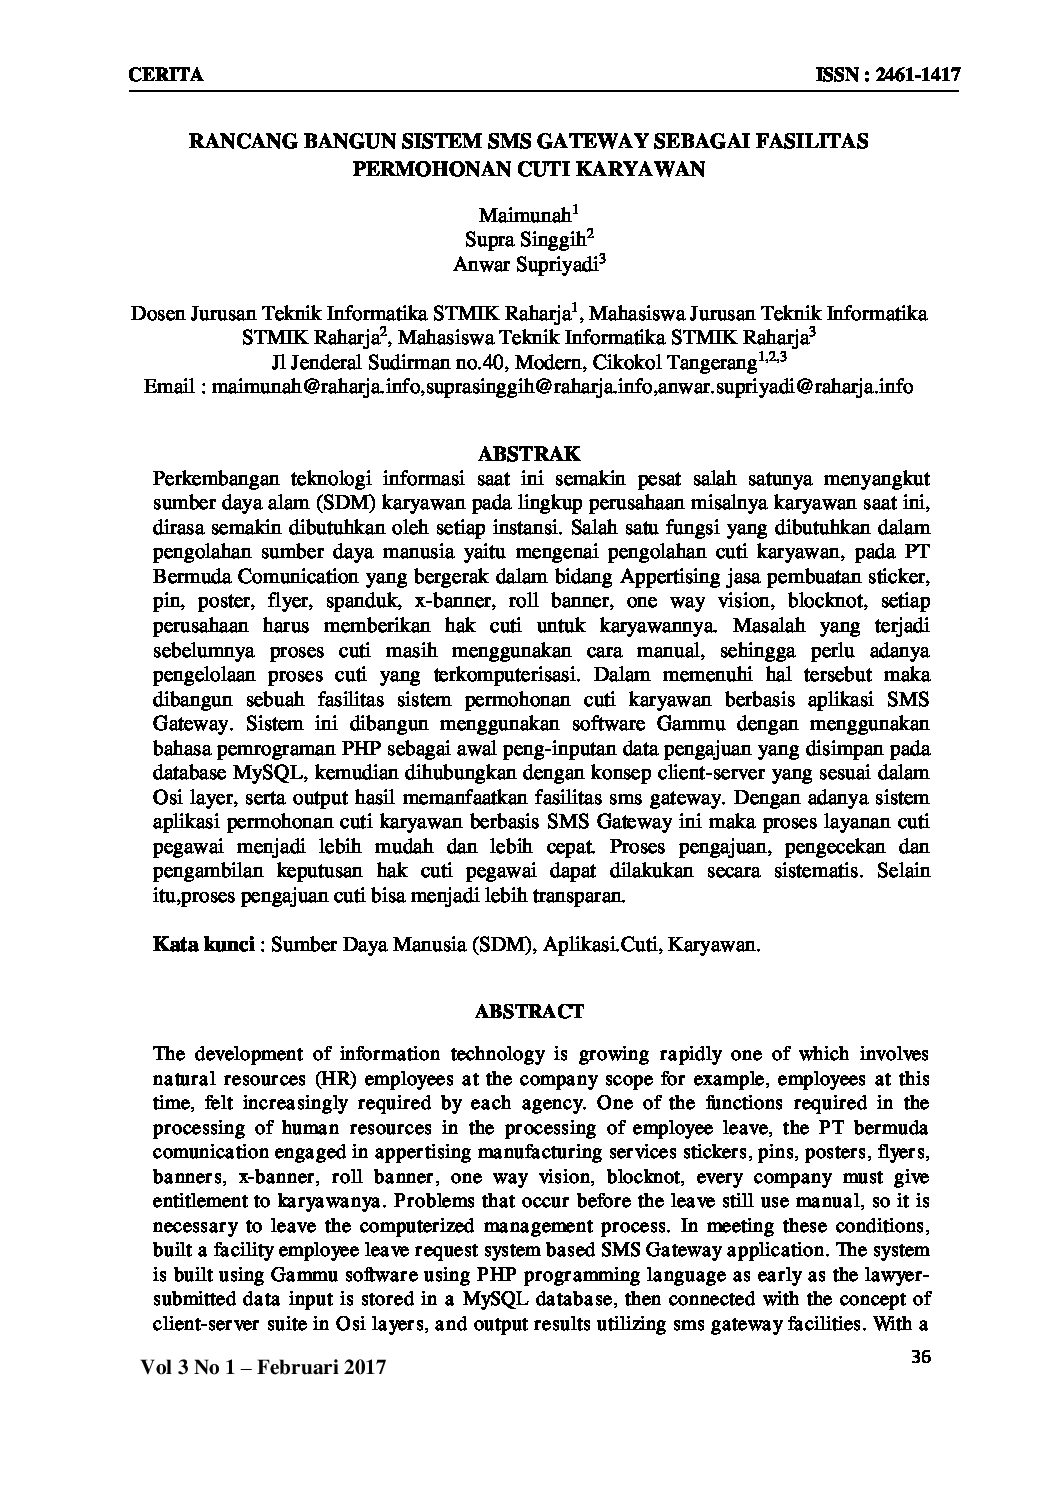 CERITA ISSN : 2461-1417
RANCANG BANGUN SISTEM SMS GATEWAY SEBAGAI FASILITAS
PERMOHONAN CUTI KARYAWAN
Maimunah1
Supra Singgih2
Anwar Supriyadi3
Dosen Jurusan Teknik Informatika STMIK Raharja1, Mahasiswa Jurusan Teknik Informatika
STMIK Raharja2, Mahasiswa Teknik Informatika STMIK Raharja3
Jl Jenderal Sudirman no.40, Modern, Cikokol Tangerang1,2,3
Email : maimunah@raharja.info,suprasinggih@raharja.info,anwar.supriyadi@raharja.info
ABSTRAK
Perkembangan teknologi informasi saat ini semakin pesat salah satunya menyangkut
sumber daya alam (SDM) karyawan pada lingkup perusahaan misalnya karyawan saat ini,
dirasa semakin dibutuhkan oleh setiap instansi. Salah satu fungsi yang dibutuhkan dalam
pengolahan sumber daya manusia yaitu mengenai pengolahan cuti karyawan, pada PT
Bermuda Comunication yang bergerak dalam bidang Appertising jasa pembuatan sticker,
pin, poster, flyer, spanduk, x-banner, roll banner, one way vision, blocknot, setiap
perusahaan harus memberikan hak cuti untuk karyawannya. Masalah yang terjadi
sebelumnya proses cuti masih menggunakan cara manual, sehingga perlu adanya
pengelolaan proses cuti yang terkomputerisasi. Dalam memenuhi hal tersebut maka
dibangun sebuah fasilitas sistem permohonan cuti karyawan berbasis aplikasi SMS
Gateway. Sistem ini dibangun menggunakan software Gammu dengan menggunakan
bahasa pemrograman PHP sebagai awal peng-inputan data pengajuan yang disimpan pada
database MySQL, kemudian dihubungkan dengan konsep client-server yang sesuai dalam
Osi layer, serta output hasil memanfaatkan fasilitas sms gateway. Dengan adanya sistem
aplikasi permohonan cuti karyawan berbasis SMS Gateway ini maka proses layanan cuti
pegawai menjadi lebih mudah dan lebih cepat. Proses pengajuan, pengecekan dan
pengambilan keputusan hak cuti pegawai dapat dilakukan secara sistematis. Selain
itu,proses pengajuan cuti bisa menjadi lebih transparan.
Kata kunci : Sumber Daya Manusia (SDM), Aplikasi.Cuti, Karyawan.
ABSTRACT
The development of information technology is growing rapidly one of which involves
natural resources (HR) employees at the company scope for example, employees at this
time, felt increasingly required by each agency. One of the functions required in the
processing of human resources in the processing of employee leave, the PT bermuda
comunication engaged in appertising manufacturing services stickers, pins, posters, flyers,
banners, x-banner, roll banner, one way vision, blocknot, every company must give
entitlement to karyawanya. Problems that occur before the leave still use manual, so it is
necessary to leave the computerized management process. In meeting these conditions,
built a facility employee leave request system based SMS Gateway application. The system
is built using Gammu software using PHP programming language as early as the lawyer-
submitted data input is stored in a MySQL database, then connected with the concept of
client-server suite in Osi layers, and output results utilizing sms gateway facilities. With a
Vol 3 No 1 – Februari 2017 36